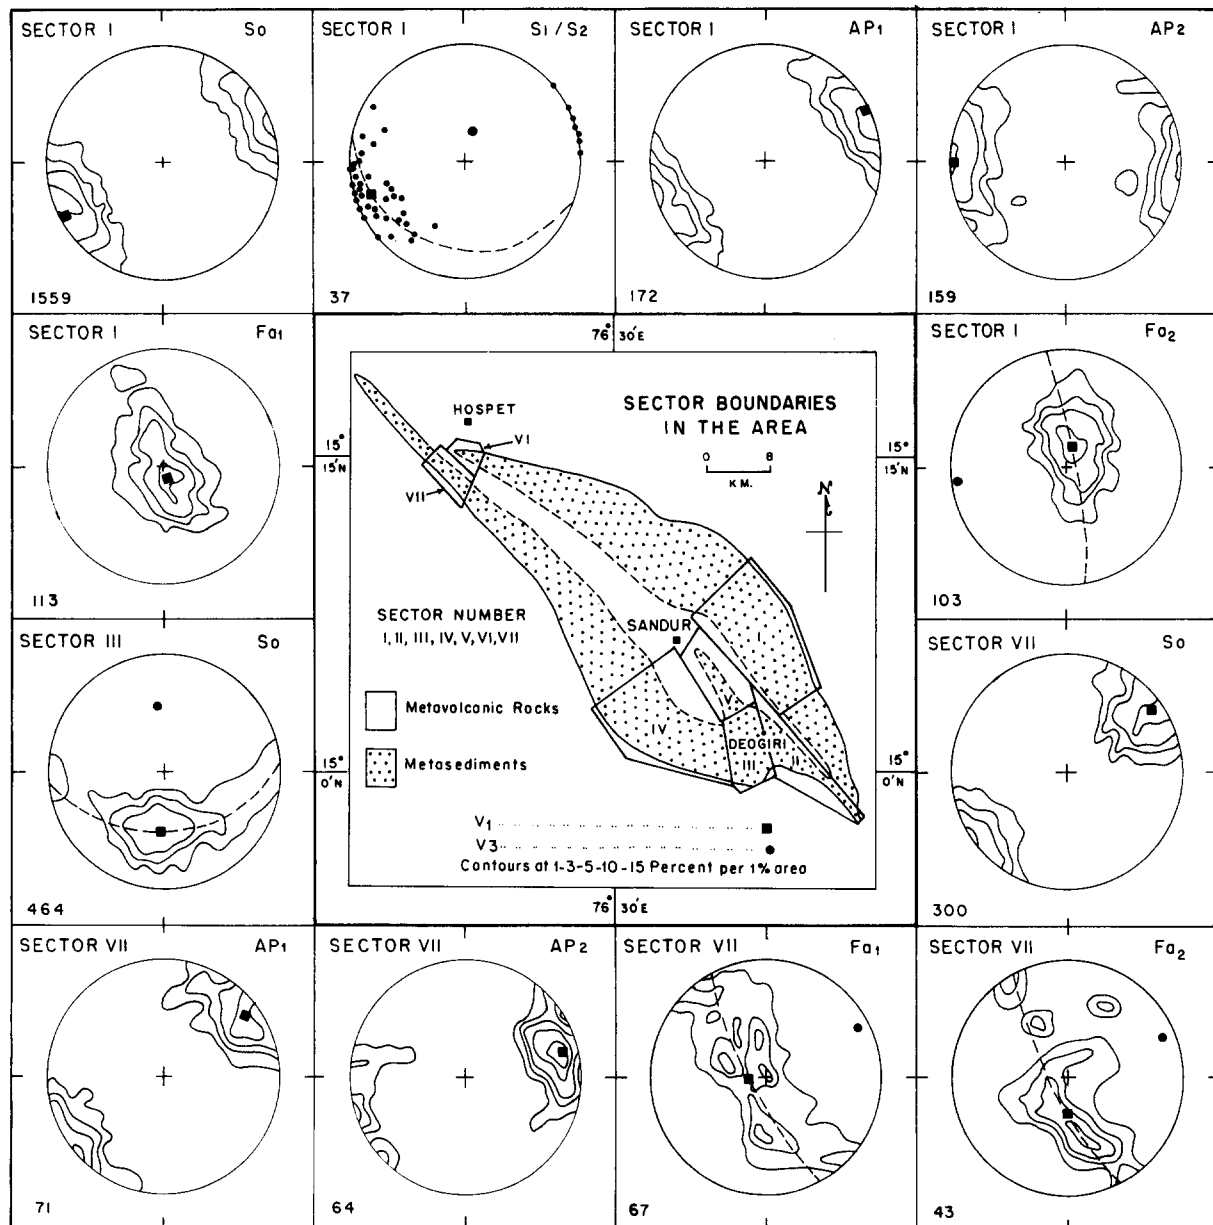 SECTOR I So
1559
SECTOR I S1/S2
37
SECTOR I AP1
172
SECTOR I AP2
159
SECTOR I Fa1
113
SECTOR I Fa2
103
SECTOR III So
464
SECTOR VII So
300
SECTOR VII AP1
71
SECTOR VII AP2
64
SECTOR VII Fa1
67
SECTOR VII Fa2
43
76° 30'E
HOSPET
VI
VII
SECTOR BOUNDARIES
IN THE AREA
0 8
KM.
N
15°
15'N
15°
15'N
SECTOR NUMBER
I, II, III, IV, V, VI, VII
SANDUR
I
V
IV
DEOGIRI
III
II
Metavolcanic Rocks
Metasediments
15°
0'N
15°
0'N
V1
V3
Contours at 1-3-5-10-15 Percent per 1% area
76° 30'E